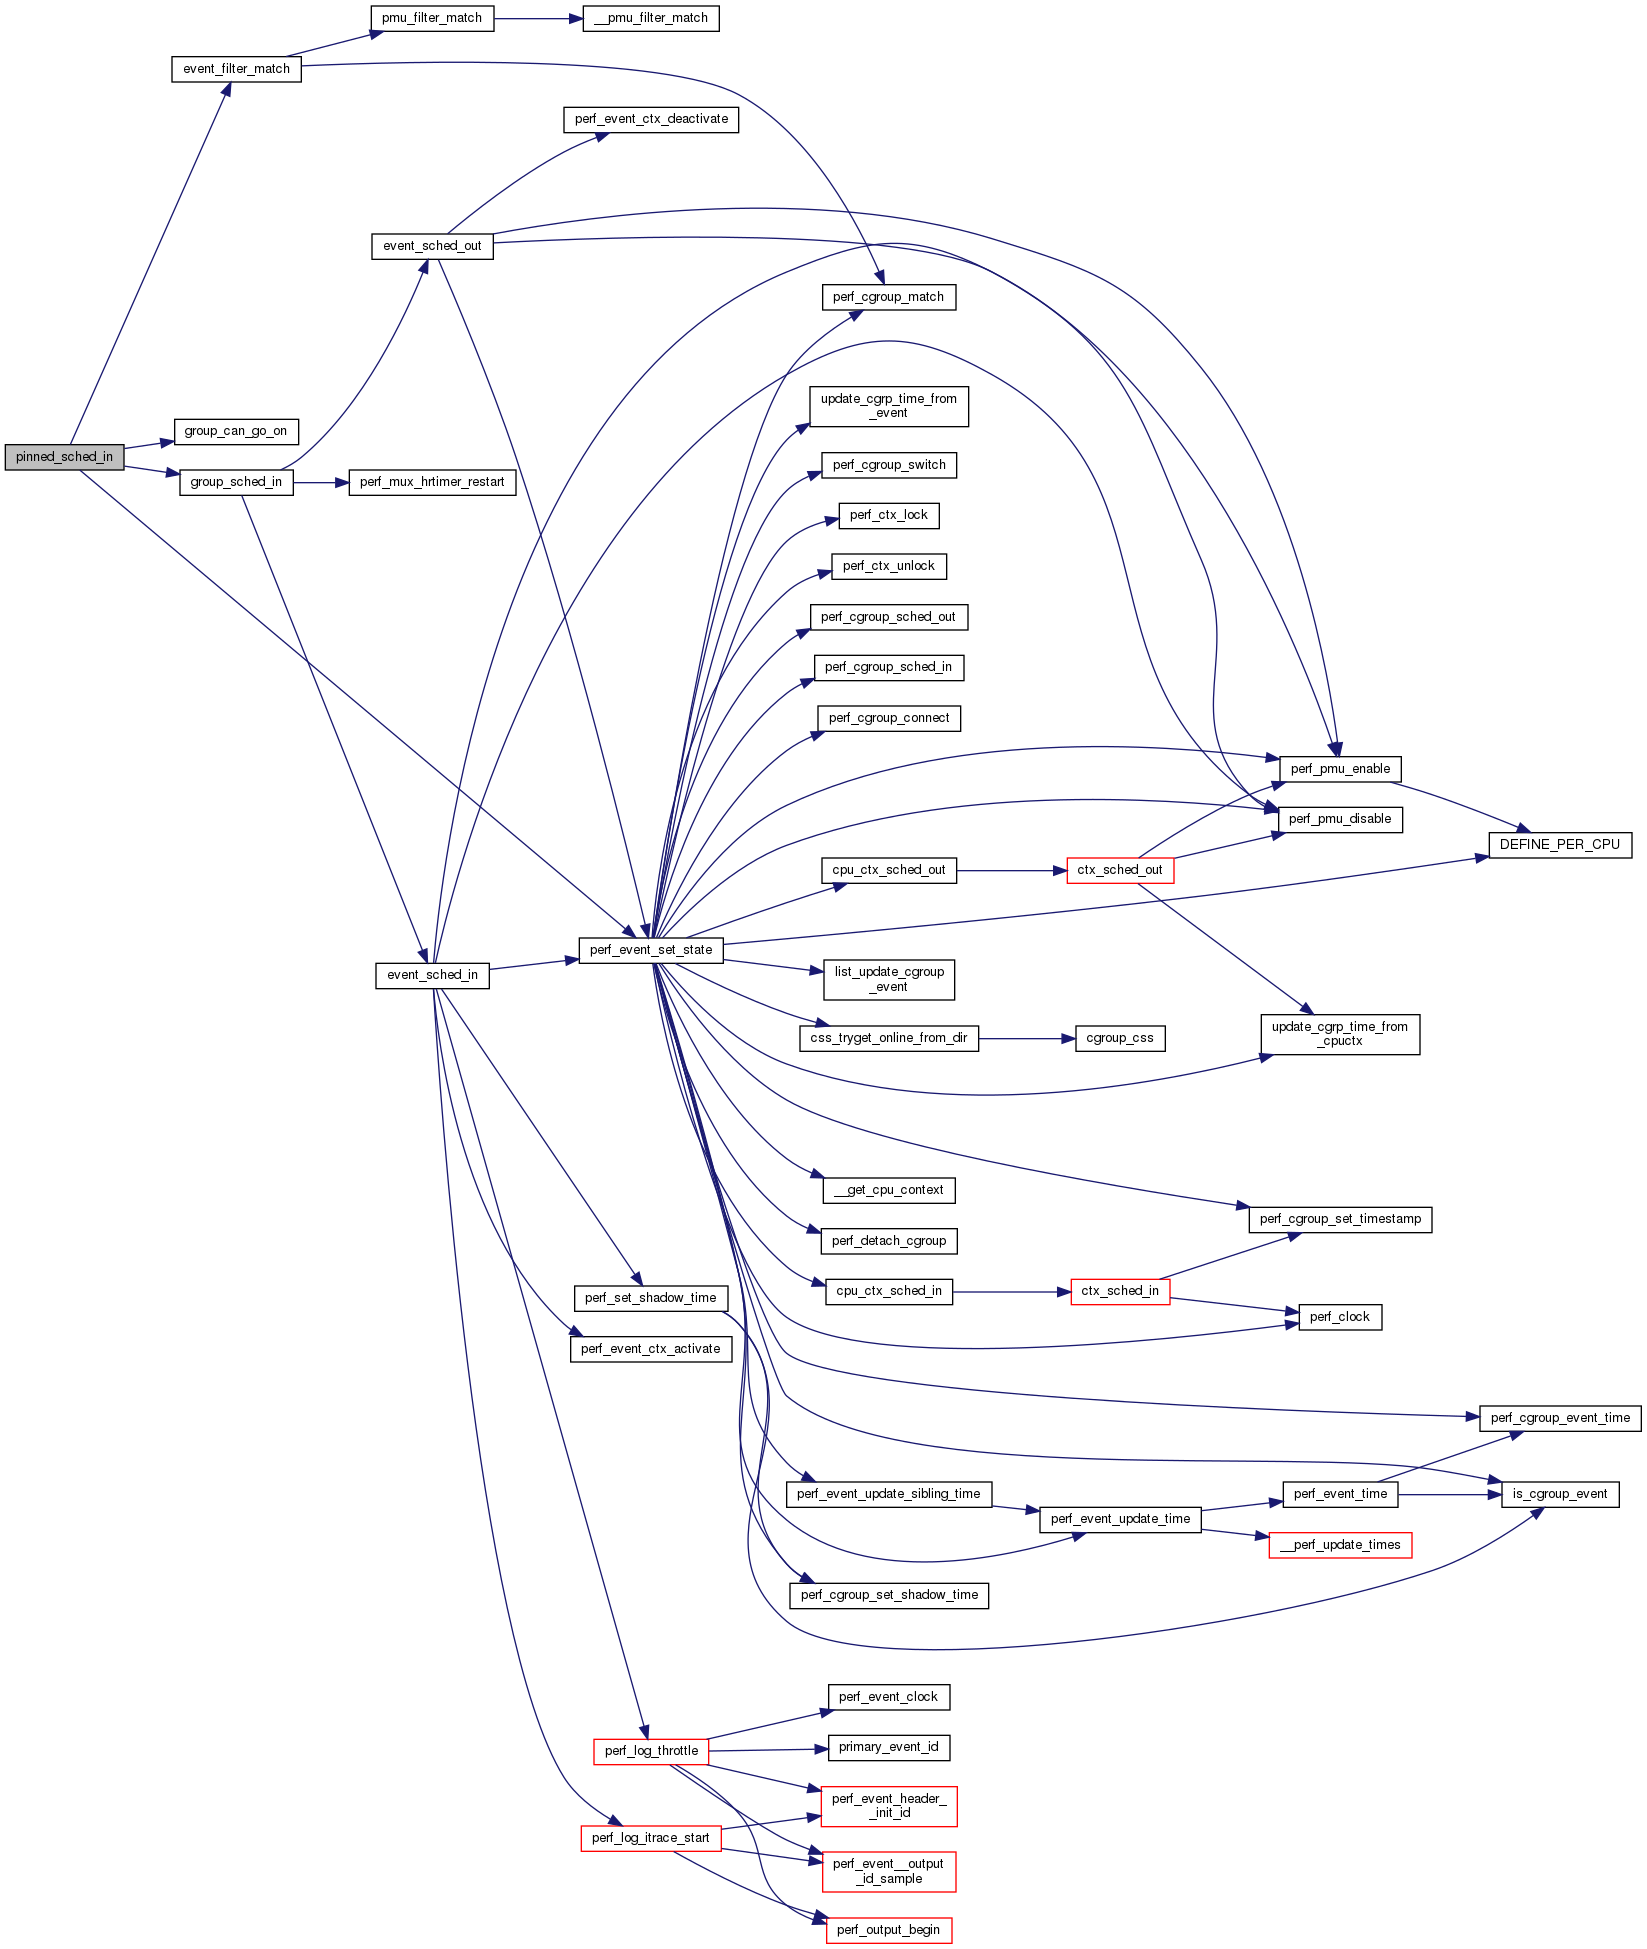 pmu_filter_match
__pmu_filter_match
event_filter_match
perf_event_ctx_deactivate
event_sched_out
perf_cgroup_match
update_cgrp_time_from
_event
group_can_go_on
pinned_sched_in
perf_cgroup_switch
group_sched_in
perf_mux_hrtimer_restart
perf_ctx_lock
perf_ctx_unlock
perf_cgroup_sched_out
perf_cgroup_sched_in
perf_cgroup_connect
perf_pmu_enable
perf_pmu_disable
DEFINE_PER_CPU
cpu_ctx_sched_out
ctx_sched_out
perf_event_set_state
event_sched_in
list_update_cgroup
_event
css_tryget_online_from_dir
cgroup_css
update_cgrp_time_from
_cpuctx
__get_cpu_context
perf_cgroup_set_timestamp
perf_detach_cgroup
cpu_ctx_sched_in
ctx_sched_in
perf_set_shadow_time
perf_clock
perf_event_ctx_activate
perf_cgroup_event_time
perf_event_update_sibling_time
perf_event_time
is_cgroup_event
perf_event_update_time
__perf_update_times
perf_cgroup_set_shadow_time
perf_event_clock
perf_log_throttle
primary_event_id
perf_event_header_
_init_id
perf_log_itrace_start
perf_event__output
_id_sample
perf_output_begin